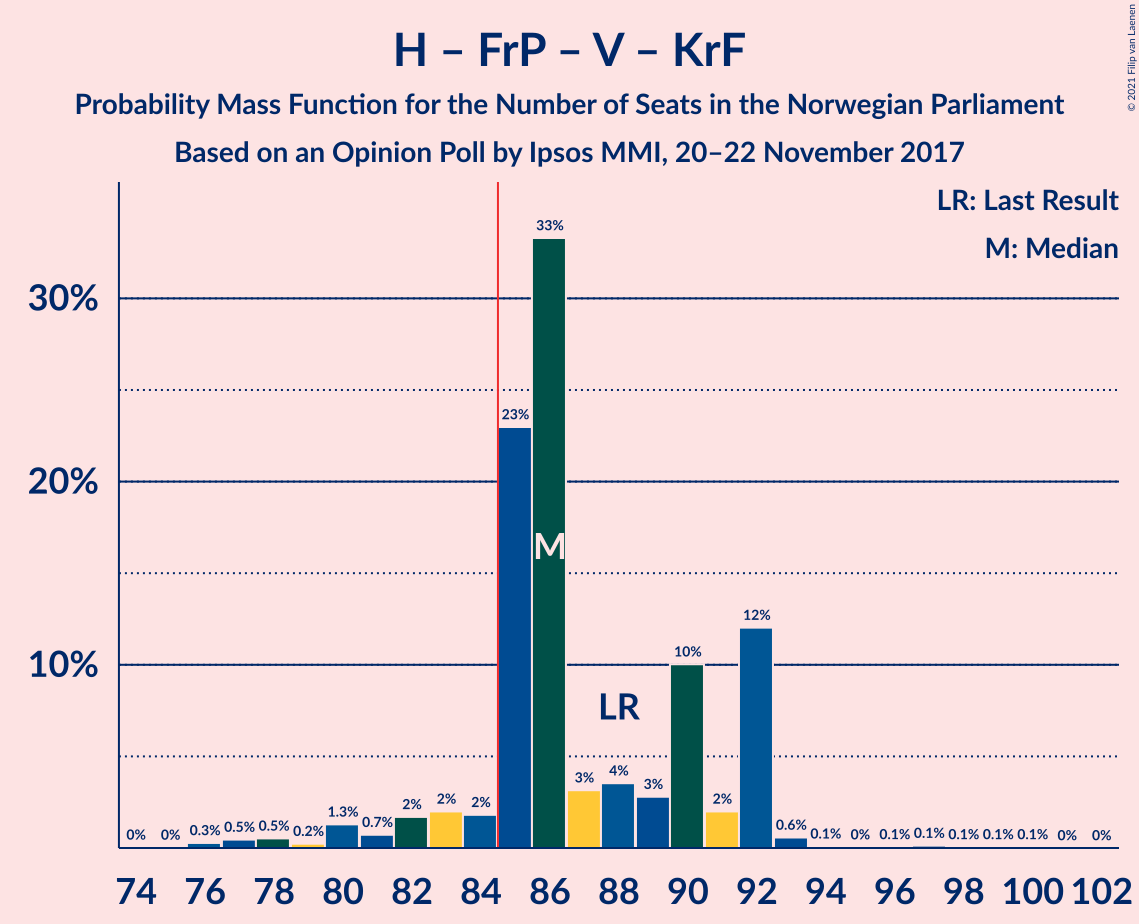 H – FrP – V – KrF
Probability Mass Function for the Number of Seats in the Norwegian Parliament
Based on an Opinion Poll by Ipsos MMI, 20–22 November 2017
© 2021 Filip van Laenen
LR: Last Result
M: Median
30%
20%
10%
0% 0% 0.3% 0.5% 0.5% 0.2% 1.3% 0.7% 2% 2% 2% 23% 33% 3% 4% 3% 10% 2% 12% 0.6% 0.1% 0% 0.1% 0.1% 0.1% 0.1% 0.1% 0% 0%
M
LR
74 76 78 80 82 84 86 88 90 92 94 96 98 100 102